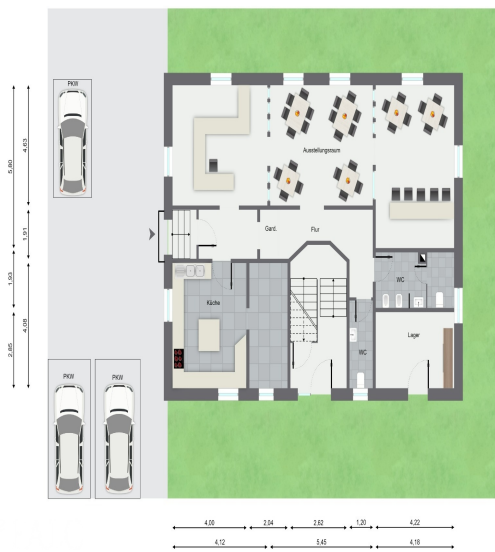 PKW
Ausstellungsraum
Gard.
Flur
WC
Küche
Lager
WC
PKW
PKW
5,80
4,63
1,91
1,93
4,08
2,85
4,00
2,04
2,62
1,20
4,22
4,12
5,45
4,18